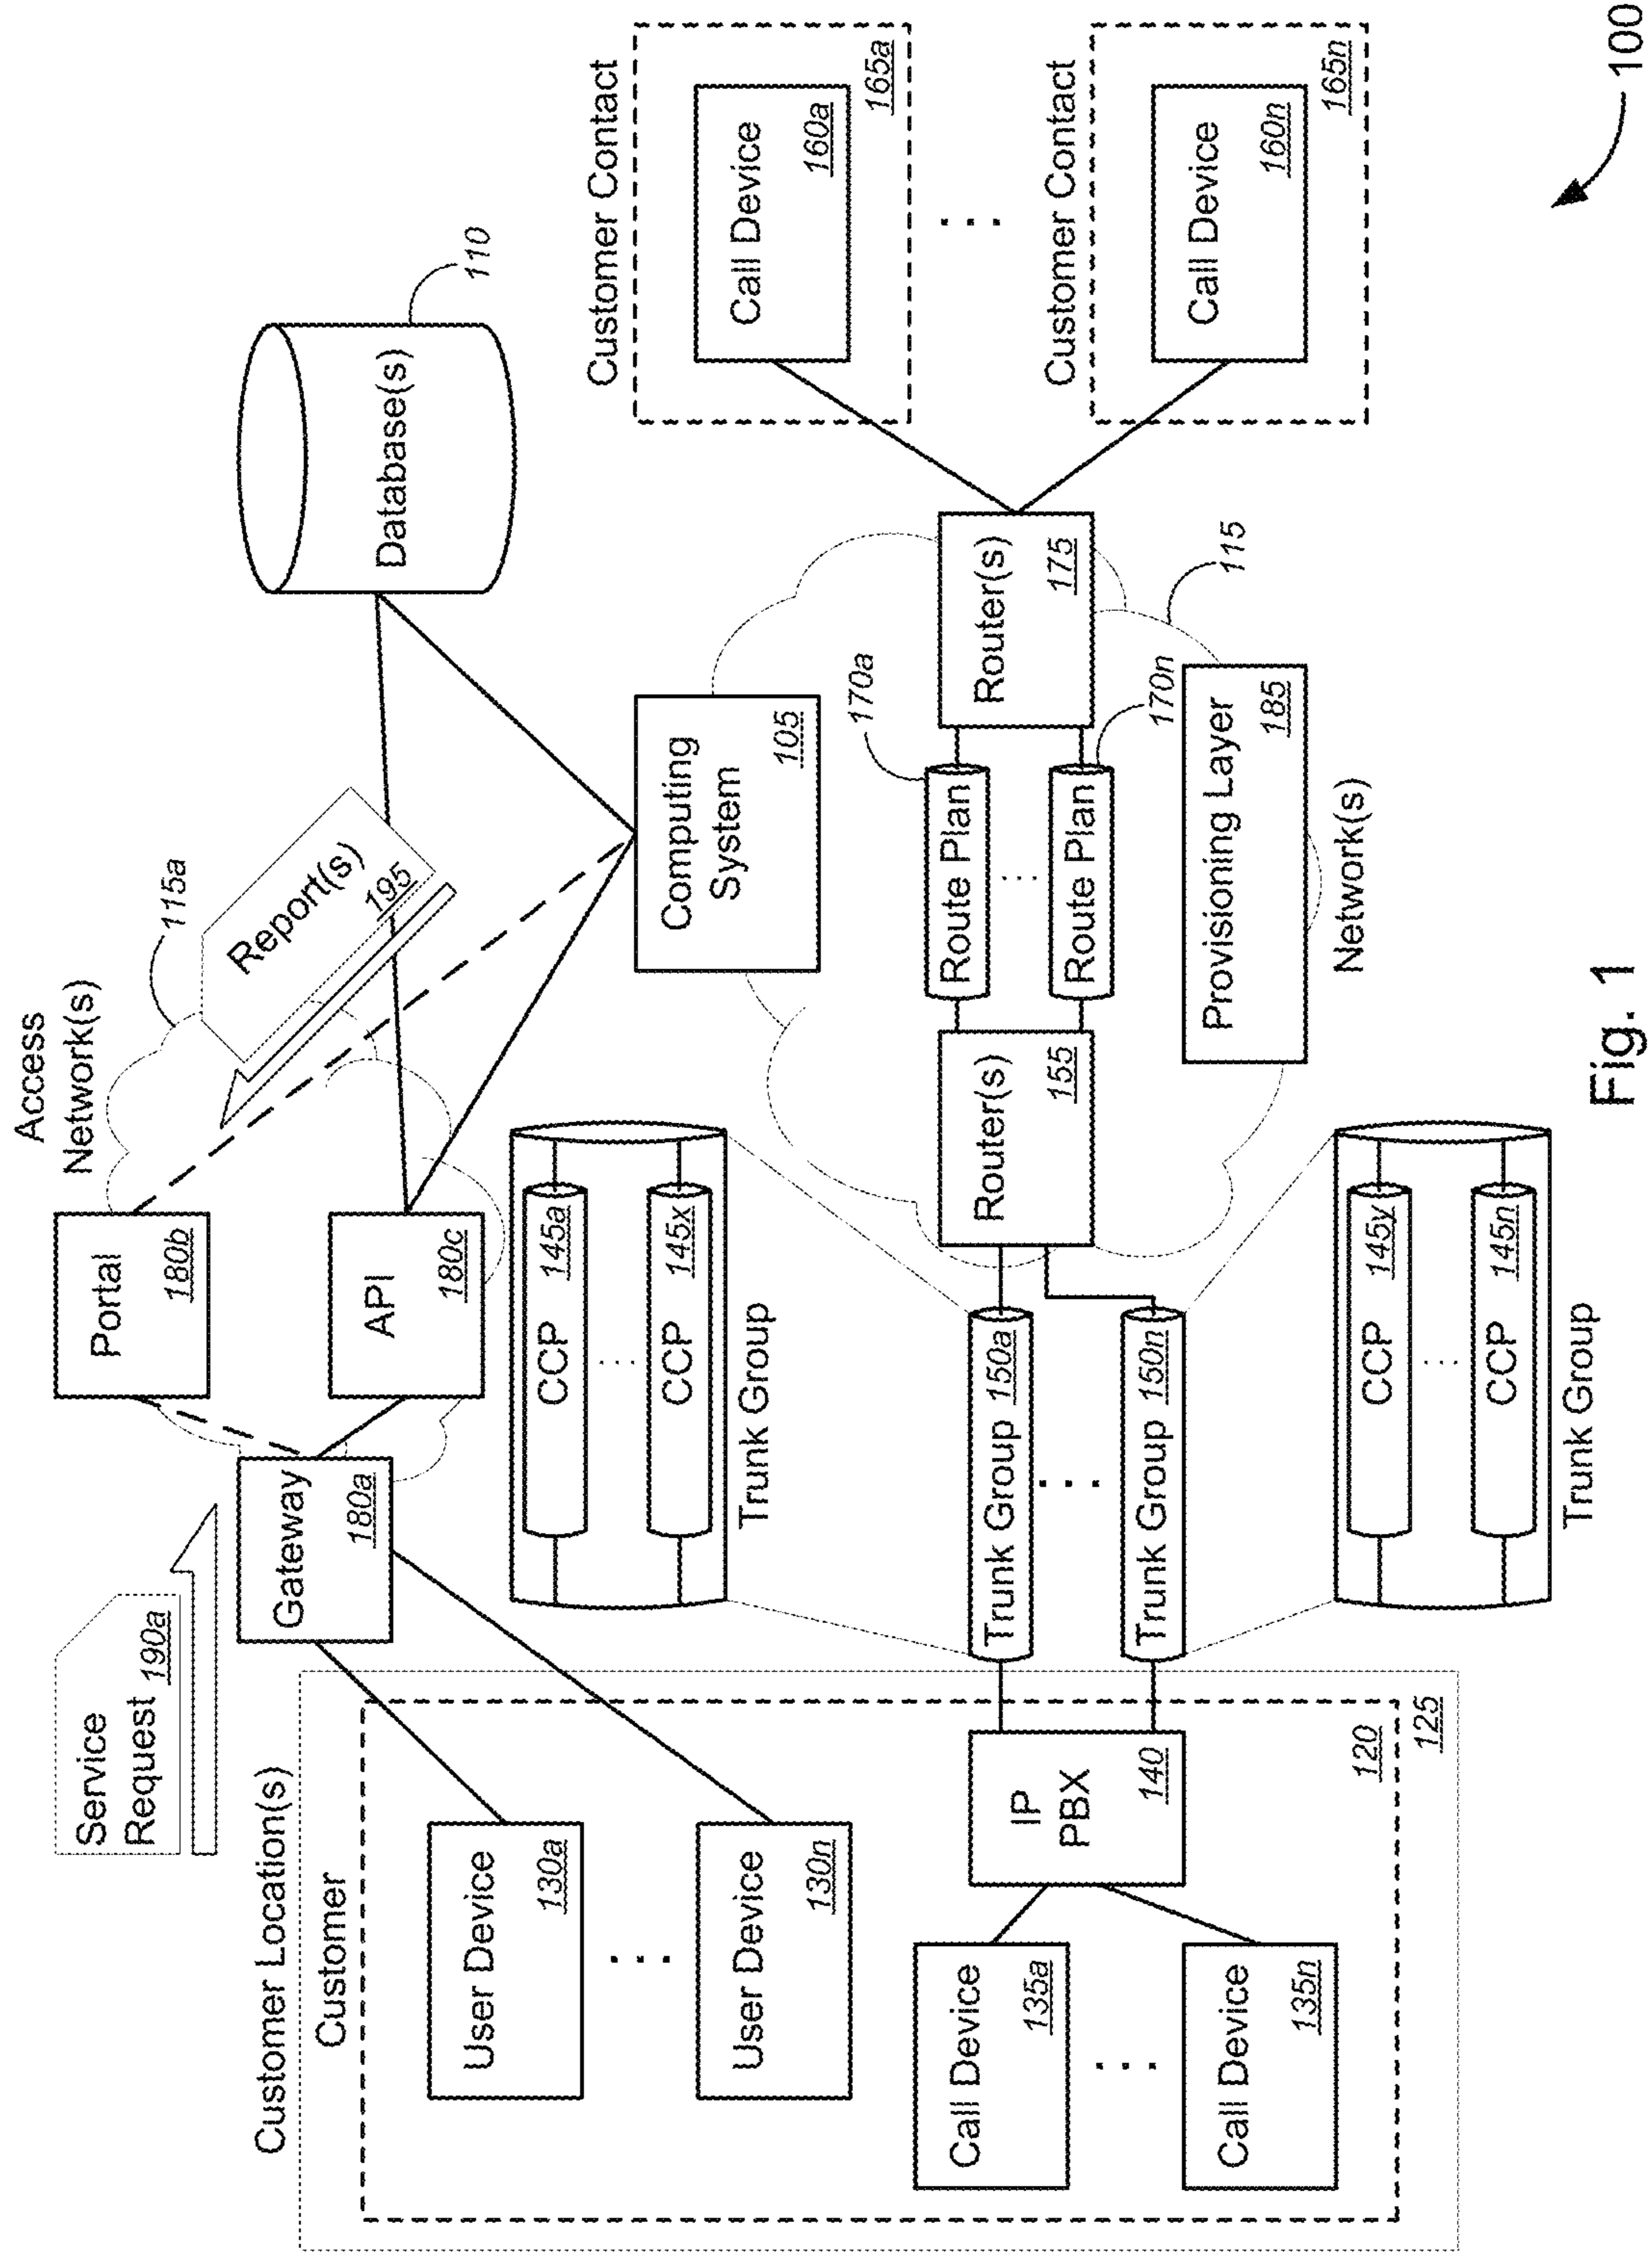 Service
Request 190a
Access
Network(s)
115a
Portal
180b
Report(s)
195
Gateway
180a
API
180c
Database(s)
110
Customer Location(s)
Customer
User Device
130a
. . .
User Device
130n
CCP 145a
. . .
CCP 145x
Trunk Group
Computing
System
105
Customer Contact
Call Device
160a
165a
. . .
Customer Contact
Call Device
160n
165n
Call Device
135a
. . .
Call Device
135n
IP
PBX
140
120
125
Trunk Group 150a
. . .
Trunk Group 150n
Router(s)
155
170a
Route Plan
. . .
Route Plan
170n
Router(s)
175
115
Provisioning Layer
185
Network(s)
CCP 145y
. . .
CCP 145n
Trunk Group
Fig. 1
100